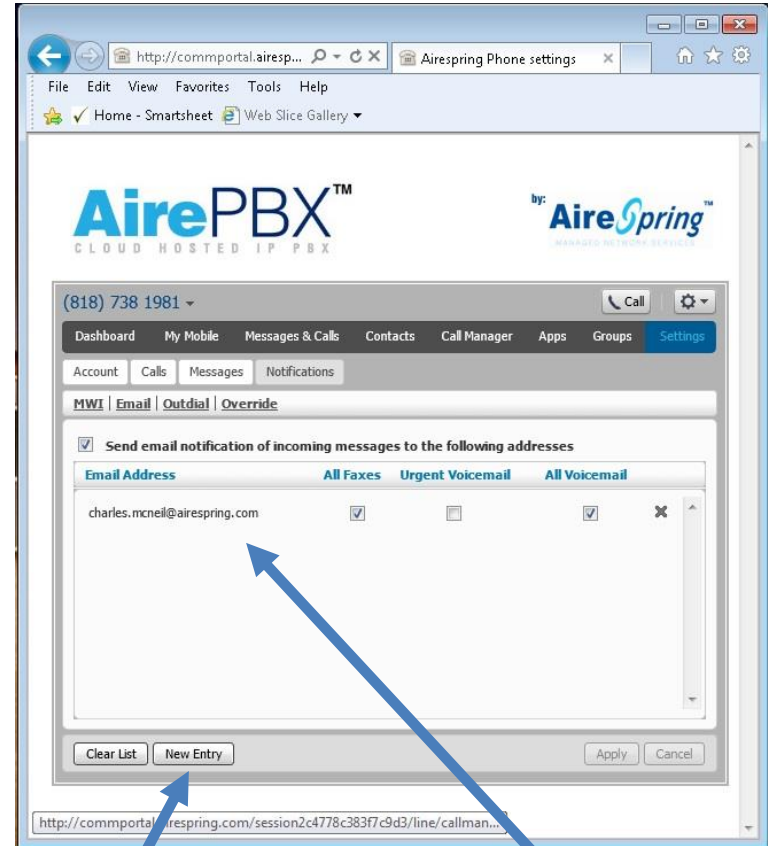 http://commportal.airesp...
Airespring Phone settings
File Edit View Favorites Tools Help
Home - Smartsheet Web Slice Gallery
AirePBX™
CLOUD HOSTED IP PBX
by: AireSpring™
MANAGED NETWORK SERVICES
(818) 738 1981
Call
Dashboard My Mobile Messages & Calls Contacts Call Manager Apps Groups Settings
Account Calls Messages Notifications
MWI | Email | Outdial | Override
Send email notification of incoming messages to the following addresses
Email Address All Faxes Urgent Voicemail All Voicemail
charles.mcneil@airespring.com
Clear List New Entry Apply Cancel
http://commportal.airespring.com/session2c4778c383f7c9d3/line/callman...